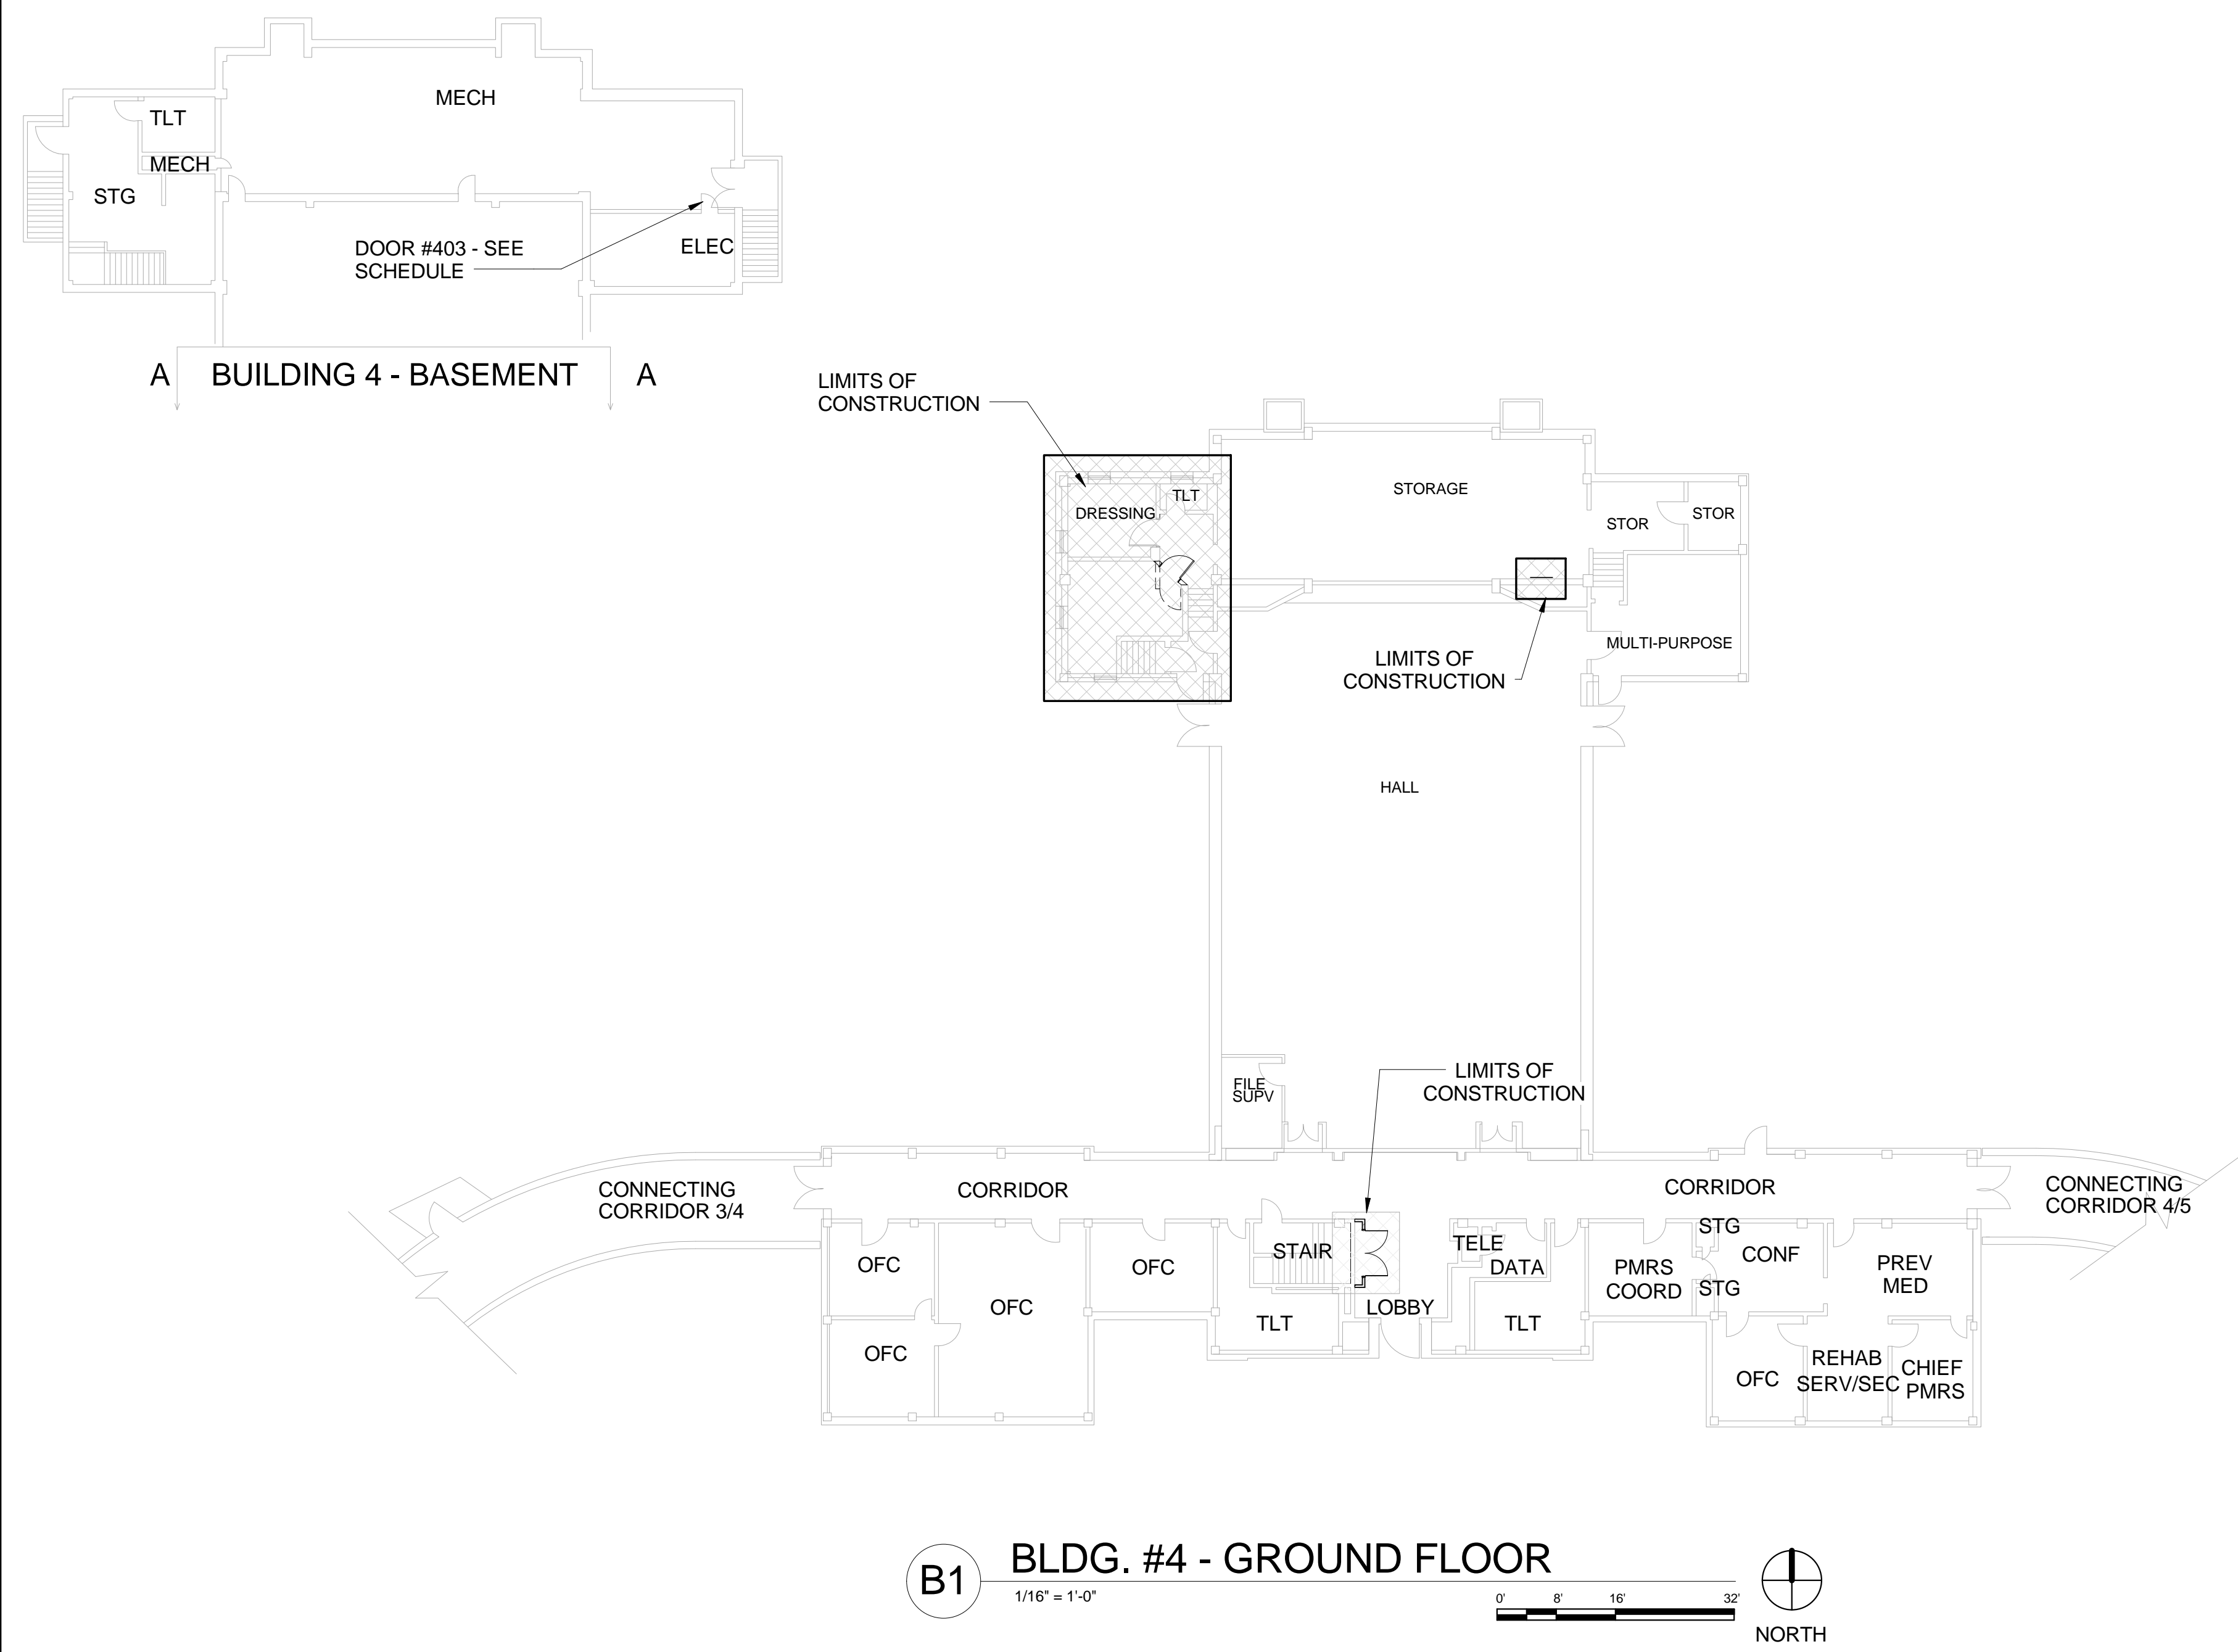 MECH
TLT
MECH
STG
DOOR #403 - SEE
SCHEDULE
ELEC
A
BUILDING 4 - BASEMENT
A
LIMITS OF
CONSTRUCTION
STORAGE
TLT
DRESSING
STOR
STOR
MULTI-PURPOSE
LIMITS OF
CONSTRUCTION
HALL
LIMITS OF
CONSTRUCTION
FILE
SUPV
CONNECTING
CORRIDOR 3/4
CORRIDOR
CORRIDOR
CONNECTING
CORRIDOR 4/5
OFC
OFC
OFC
OFC
STAIR
TLT
LOBBY
TELE
DATA
TLT
PMRS
COORD
STG
STG
CONF
PREV
MED
OFC
REHAB
SERV/SEC
CHIEF
PMRS
B1
BLDG. #4 - GROUND FLOOR
1/16" = 1'-0"
0' 8' 16' 32'
NORTH